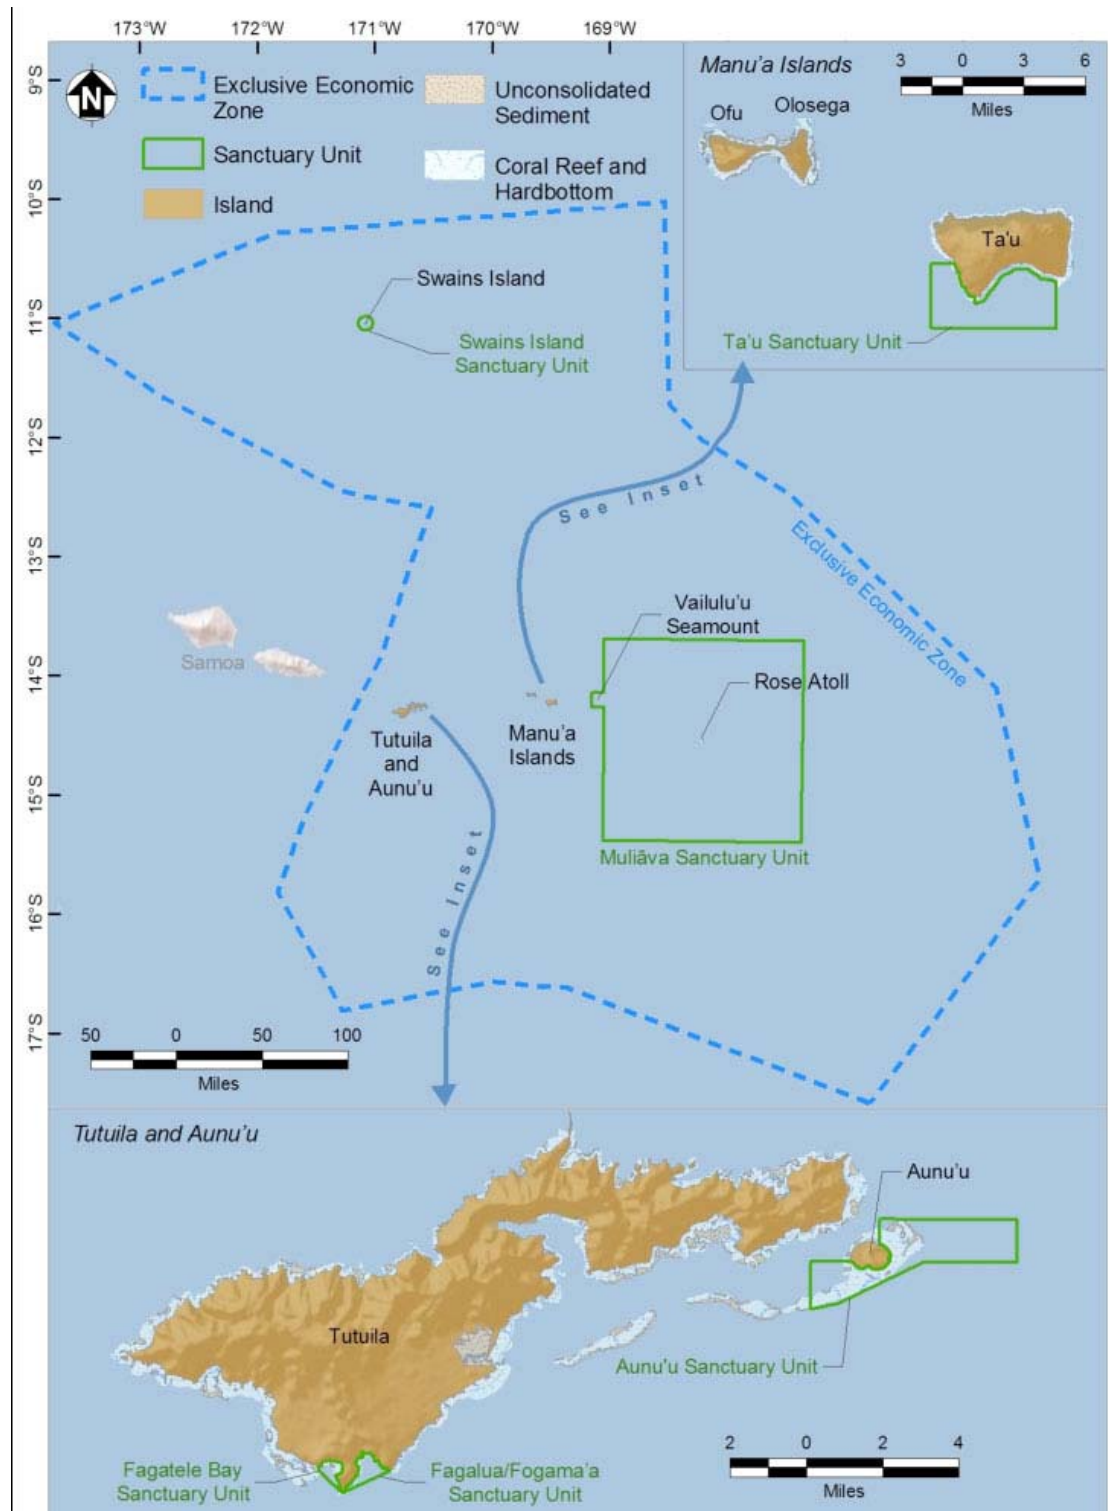 173°W 172°W 171°W 170°W 169°W
9°S
10°S
11°S
12°S
13°S
14°S
15°S
16°S
17°S
N
Exclusive Economic
Zone
Sanctuary Unit
Island
Unconsolidated
Sediment
Coral Reef and
Hardbottom
Manu'a Islands
3 0 3 6
Miles
Ofu
Olosega
Ta'u
Ta'u Sanctuary Unit
Swains Island
Swains Island
Sanctuary Unit
See Inset
Exclusive Economic Zone
Vailulu'u
Seamount
Rose Atoll
Samoa
Tutuila
and
Aunu'u
Manu'a
Islands
Muliāva Sanctuary Unit
See Inset
50 0 50 100
Miles
Tutuila and Aunu'u
Aunu'u
Tutuila
Aunu'u Sanctuary Unit
Fagatele Bay
Sanctuary Unit
Fagalua/Fogama'a
Sanctuary Unit
2 0 2 4
Miles